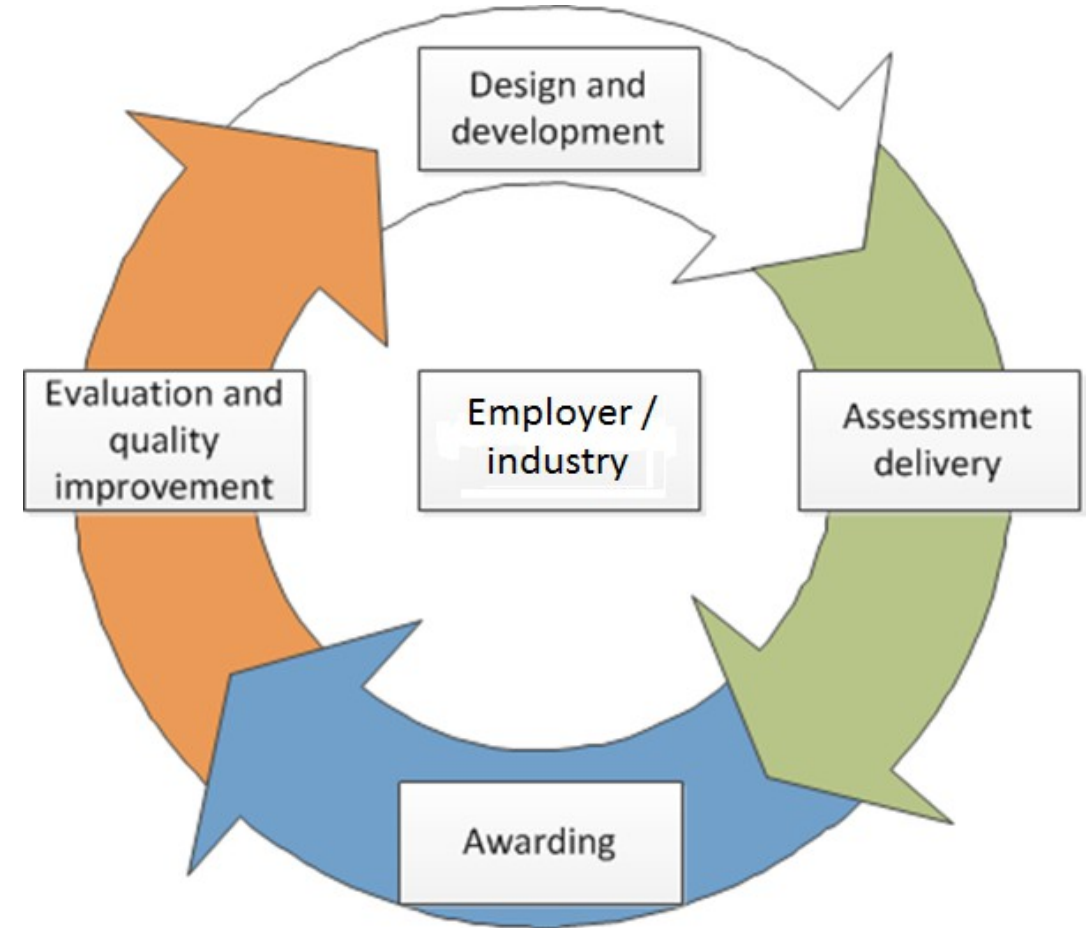 Design and
development
Evaluation and
quality
improvement
Employer /
industry
Assessment
delivery
Awarding